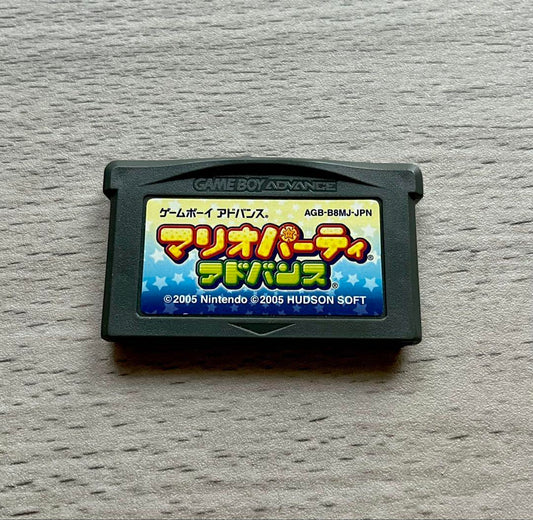 GAME BOY ADVANCE
ゲームボーイ アドバンス® AGB-B8MJ-JPN
マリオパーティ®
アドバンス®
©2005 Nintendo ©2005 HUDSON SOFT